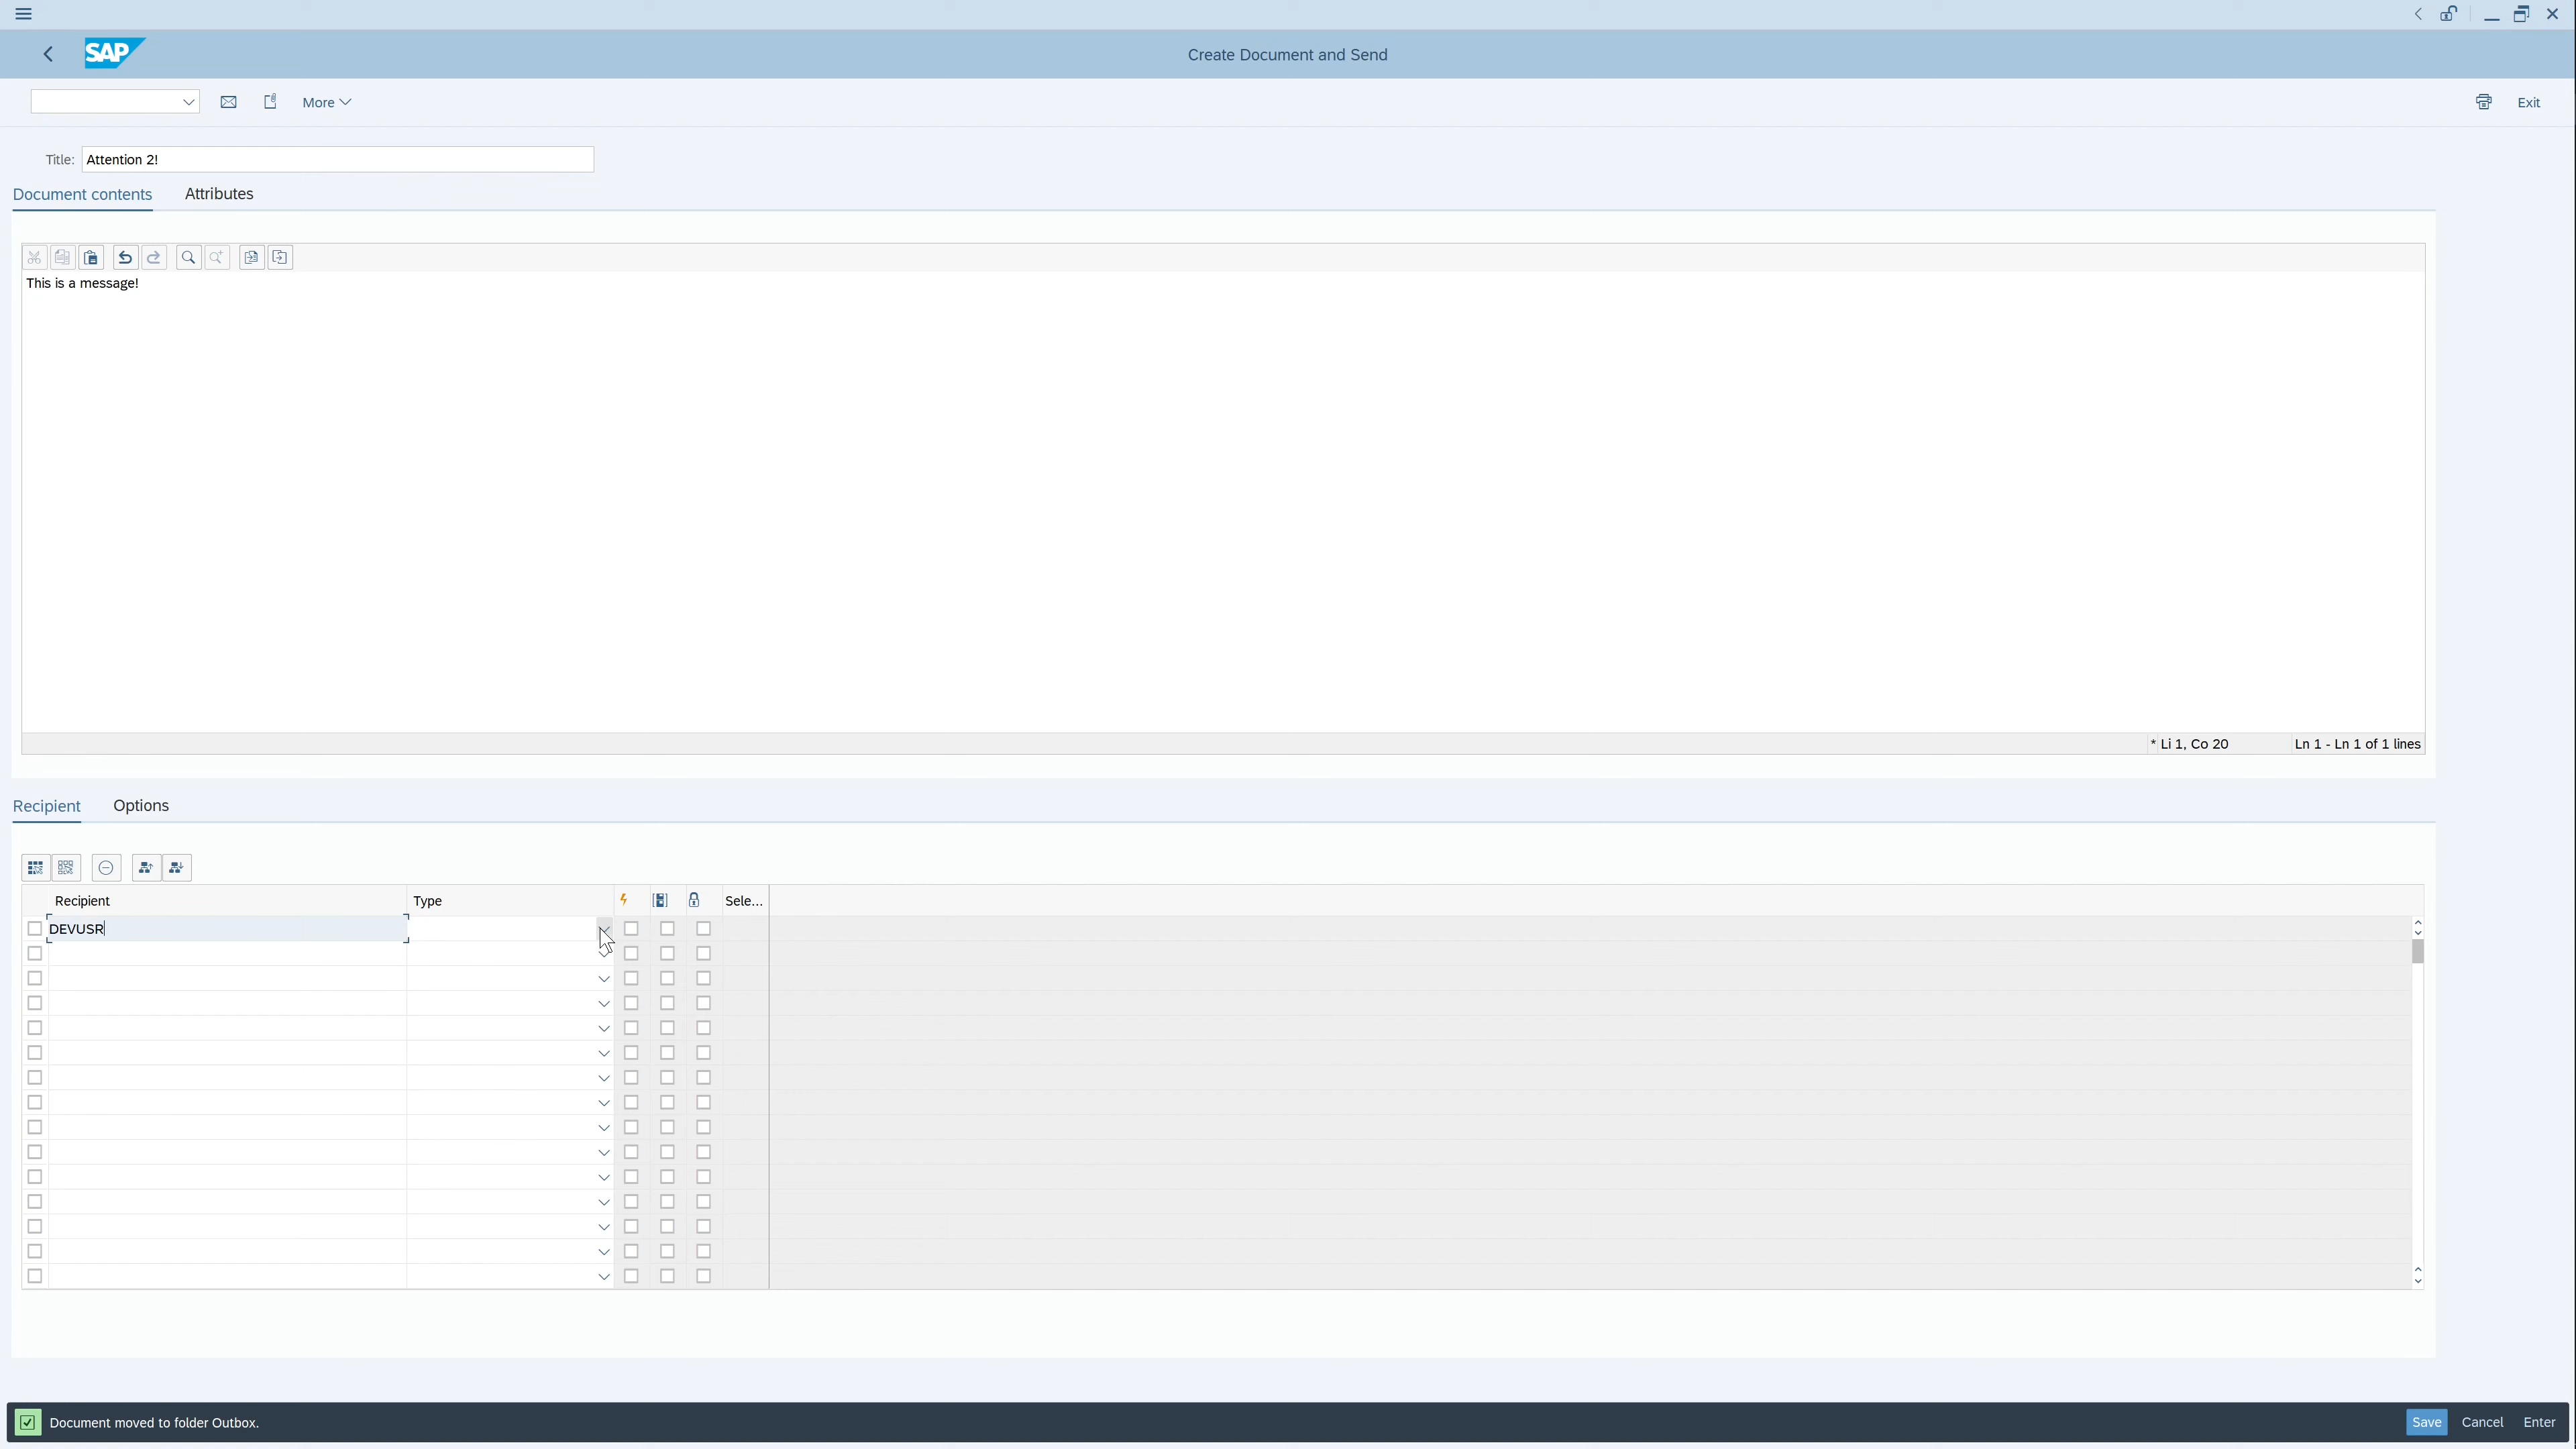 SAP
Create Document and Send
More
Exit
Title: Attention 2!
Document contents Attributes
This is a message!
* Li 1, Co 20 Ln 1 - Ln 1 of 1 lines
Recipient Options
Recipient Type Sele...
DEVUSR
Document moved to folder Outbox.
Save Cancel Enter